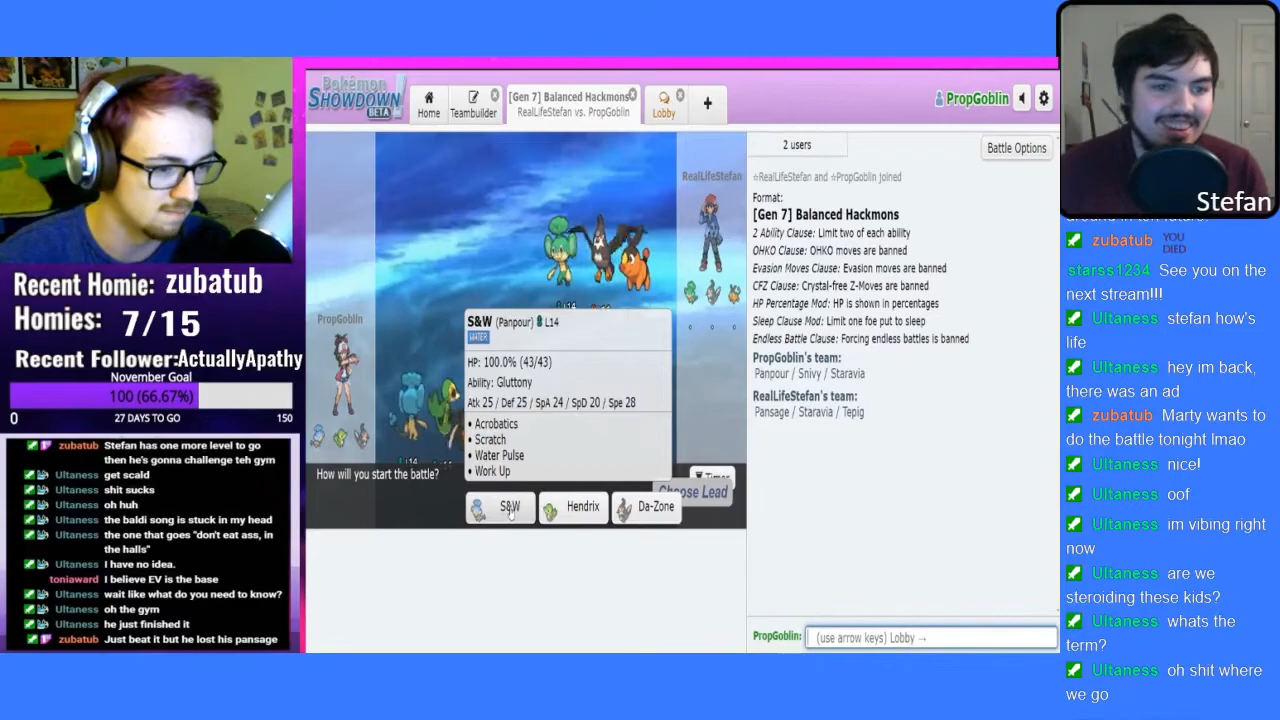 Recent Homie: zubatub
Homies: 7/15
Recent Follower:ActuallyApathy
November Goal
100 (66.67%)
0
27 DAYS TO GO
150
zubatub Stefan has one more level to go
then he's gonna challenge teh gym
Ultaness get scald
Ultaness shit sucks
Ultaness oh huh
Ultaness the baldi song is stuck in my head
Ultaness the one that goes "don't eat ass, in
the halls"
Ultaness I have no idea.
toniaward I believe EV is the base
Ultaness wait like what do you need to know?
Ultaness oh the gym
Ultaness he just finished it
zubatub Just beat it but he lost his pansage
Pokémon
SHOWDOWN!
BETA
Home
Teambuilder
[Gen 7] Balanced Hackmons
RealLifeStefan vs. PropGoblin
Lobby
PropGoblin
RealLifeStefan
PropGoblin
L14
S&W (Panpour) L14
WATER
HP: 100.0% (43/43)
Ability: Gluttony
Atk 25 / Def 25 / SpA 24 / SpD 20 / Spe 28
• Acrobatics
• Scratch
• Water Pulse
• Work Up
How will you start the battle?
Timer
Choose Lead
S&W
Hendrix
Da-Zone
2 users
Battle Options
☆RealLifeStefan and ☆PropGoblin joined
Format:
[Gen 7] Balanced Hackmons
2 Ability Clause: Limit two of each ability
OHKO Clause: OHKO moves are banned
Evasion Moves Clause: Evasion moves are banned
CFZ Clause: Crystal-free Z-Moves are banned
HP Percentage Mod: HP is shown in percentages
Sleep Clause Mod: Limit one foe put to sleep
Endless Battle Clause: Forcing endless battles is banned
PropGoblin's team:
Panpour / Snivy / Staravia
RealLifeStefan's team:
Pansage / Staravia / Tepig
PropGoblin:
(use arrow keys) Lobby →
Stefan
zubatub YOU
DIED
starss1234 See you on the
next stream!!!
Ultaness stefan how's
life
Ultaness hey im back,
there was an ad
zubatub Marty wants to
do the battle tonight lmao
Ultaness nice!
Ultaness oof
Ultaness im vibing right
now
Ultaness are we
steroiding these kids?
Ultaness whats the
term?
Ultaness oh shit where
we go